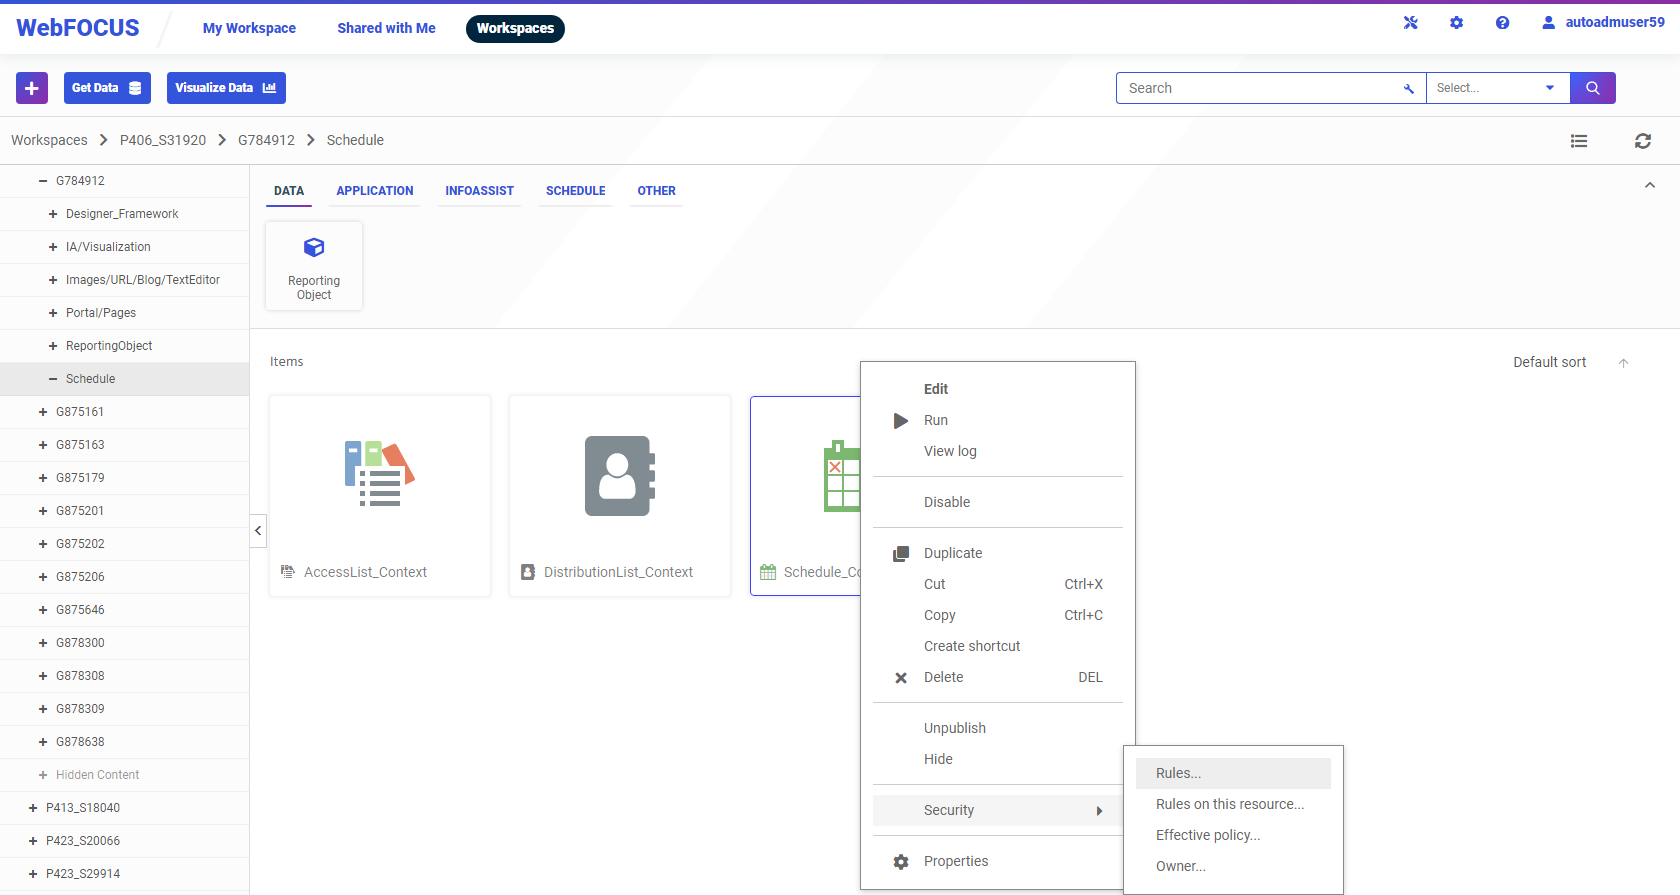 WebFOCUS
My Workspace
Shared with Me
Workspaces
autoadmuser59
Get Data
Visualize Data
Search
Select...
Workspaces
P406_S31920
G784912
Schedule
G784912
Designer_Framework
IA/Visualization
Images/URL/Blog/TextEditor
Portal/Pages
ReportingObject
Schedule
G875161
G875163
G875179
G875201
G875202
G875206
G875646
G878300
G878308
G878309
G878638
Hidden Content
P413_S18040
P423_S20066
P423_S29914
DATA
APPLICATION
INFOASSIST
SCHEDULE
OTHER
Reporting
Object
Items
Default sort
AccessList_Context
DistributionList_Context
Schedule_Co
Edit
Run
View log
Disable
Duplicate
Cut Ctrl+X
Copy Ctrl+C
Create shortcut
Delete DEL
Unpublish
Hide
Security
Properties
Rules...
Rules on this resource...
Effective policy...
Owner...